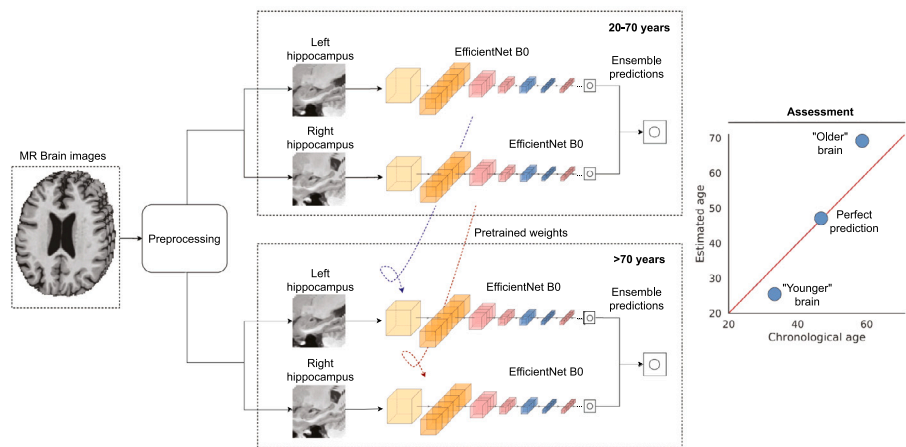 20-70 years
Left
hippocampus
EfficientNet B0
Ensemble
predictions
Right
hippocampus
EfficientNet B0
MR Brain images
Preprocessing
Pretrained weights
>70 years
Left
hippocampus
EfficientNet B0
Ensemble
predictions
Right
hippocampus
EfficientNet B0
Assessment
70
60
50
40
30
20
Estimated age
"Older"
brain
Perfect
prediction
"Younger"
brain
20
40
60
Chronological age